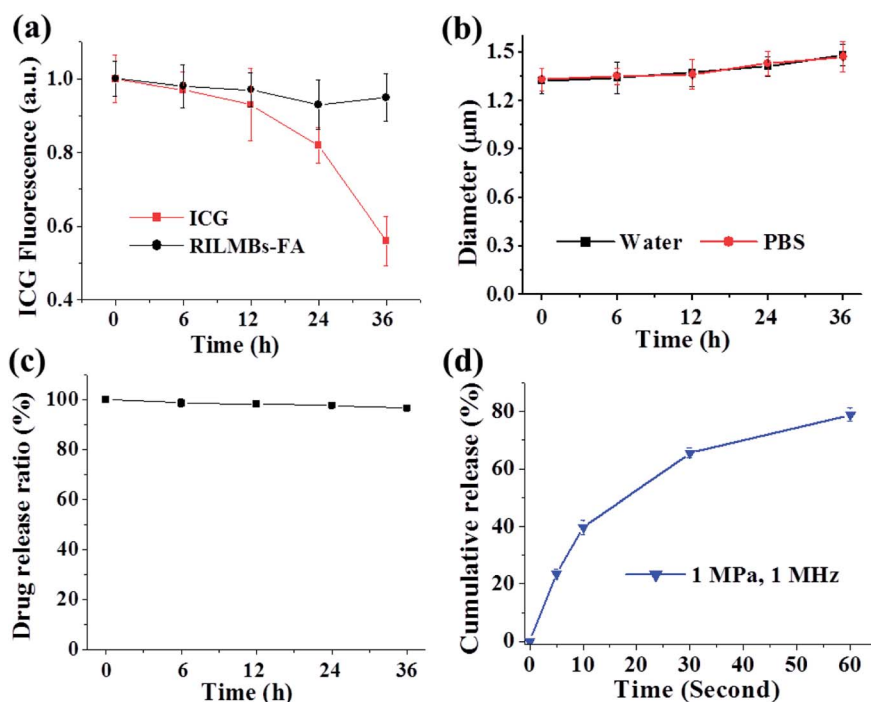 (a)
ICG Fluorescence (a.u.)
1.0
0.8
0.6
0.4
ICG
RILMBs-FA
0 6 12 24 36
Time (h)
(b)
Diameter (μm)
1.5
1.2
0.9
0.6
0.3
0.0
Water PBS
0 6 12 24 36
Time (h)
(c)
Drug release ratio (%)
100
80
60
40
20
0
0 6 12 24 36
Time (h)
(d)
Cumulative release (%)
80
60
40
20
0
1 MPa, 1 MHz
0 10 20 30 40 50 60
Time (Second)